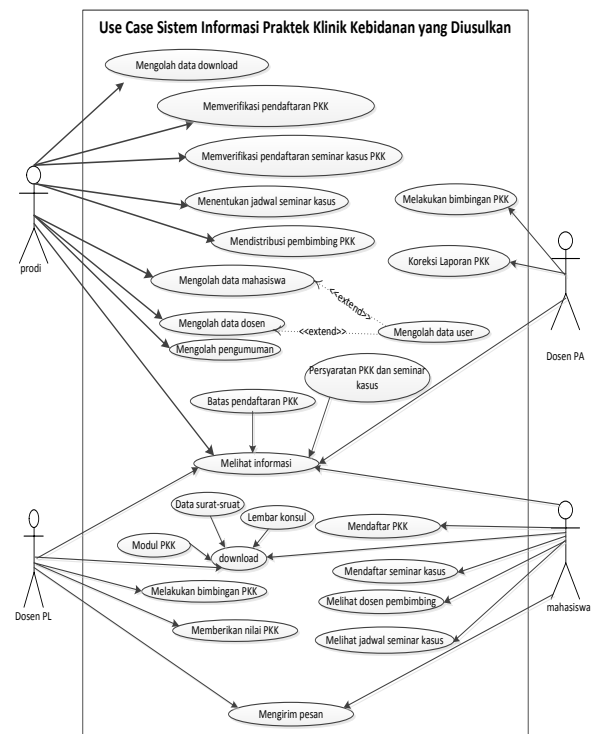 Use Case Sistem Informasi Praktek Klinik Kebidanan yang Diusulkan
Mengolah data download
Memverifikasi pendaftaran PKK
Memverifikasi pendaftaran seminar kasus PKK
Menentukan jadwal seminar kasus
Melakukan bimbingan PKK
Mendistribusi pembimbing PKK
Koreksi Laporan PKK
prodi
Mengolah data mahasiswa
<<extend>>
Mengolah data dosen
<<extend>>
Mengolah data user
Mengolah pengumuman
Dosen PA
Persyaratan PKK dan seminar
kasus
Batas pendaftaran PKK
Melihat informasi
Data surat-sruat
Lembar konsul
Mendaftar PKK
Modul PKK
download
Mendaftar seminar kasus
Melakukan bimbingan PKK
Melihat dosen pembimbing
Dosen PL
mahasiswa
Memberikan nilai PKK
Melihat jadwal seminar kasus
Mengirim pesan